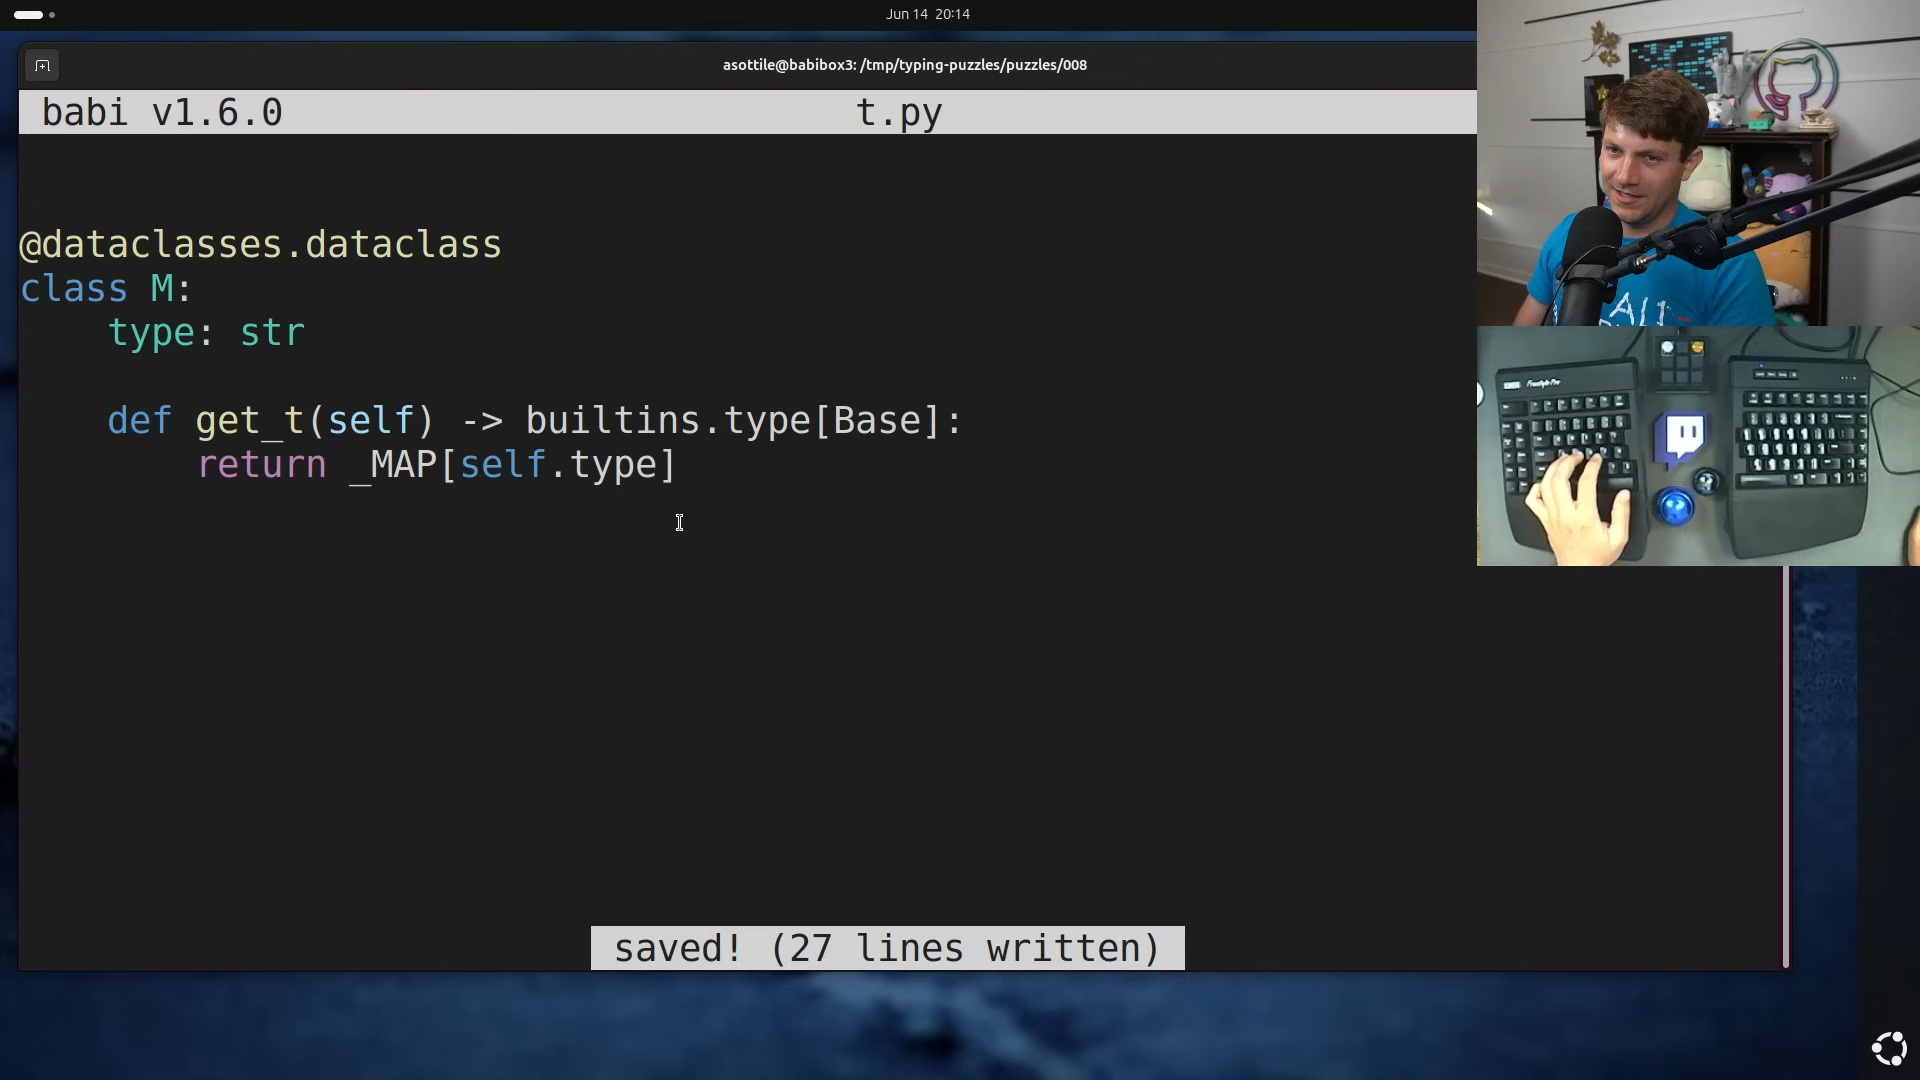 Jun 14 20:14
asottile@babibox3: /tmp/typing-puzzles/puzzles/008
babi v1.6.0 t.py
@dataclasses.dataclass
class M:
    type: str
    def get_t(self) -> builtins.type[Base]:
        return _MAP[self.type]
saved! (27 lines written)